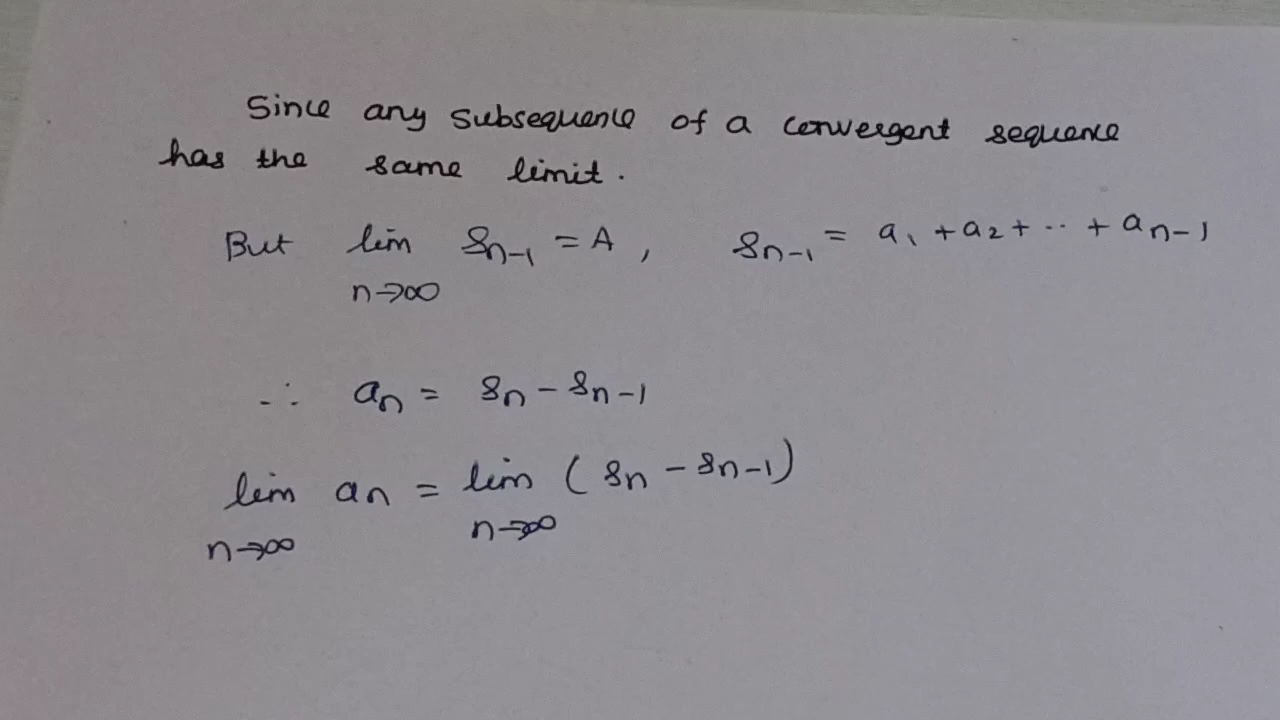 Since any subsequence of a convergent sequence
has the same limit.
But lim Sn-1 = A, Sn-1 = a1 + a2 + .. + an-1
n→∞
∴ an = Sn - Sn-1
lim an = lim (Sn - Sn-1)
n→∞ n→∞